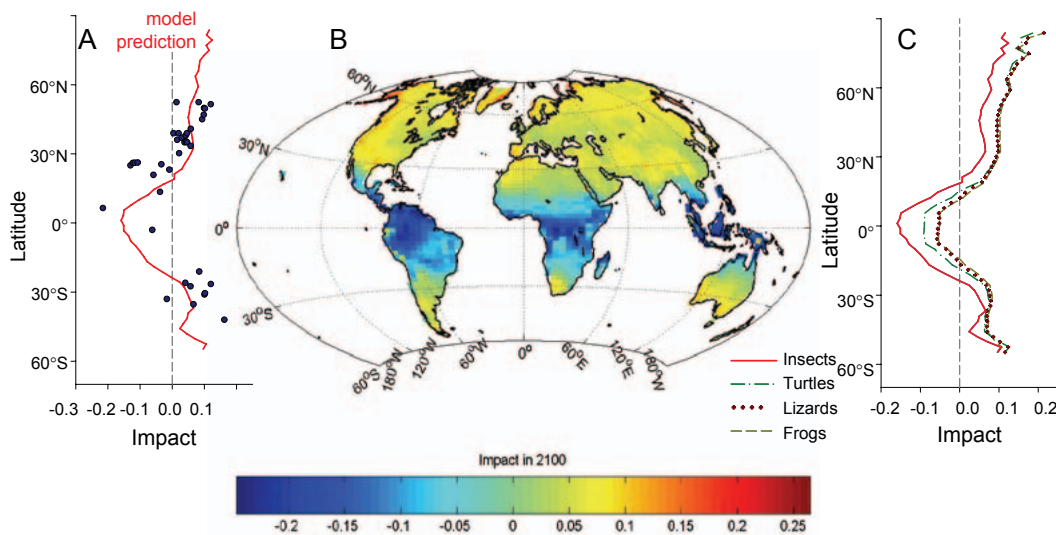 A
model
prediction
Latitude
60°N
30°N
0°
30°S
60°S
-0.3
-0.2
-0.1
0.0
0.1
Impact
B
60°N
30°N
0°
30°S
60°S
180°W
120°W
60°W
0°
60°E
120°E
180°W
Insects
Turtles
Lizards
Frogs
C
Latitude
60°N
30°N
0°
30°S
60°S
-0.2
-0.1
0.0
0.1
0.2
Impact
Impact in 2100
-0.2
-0.15
-0.1
-0.05
0
0.05
0.1
0.15
0.2
0.25